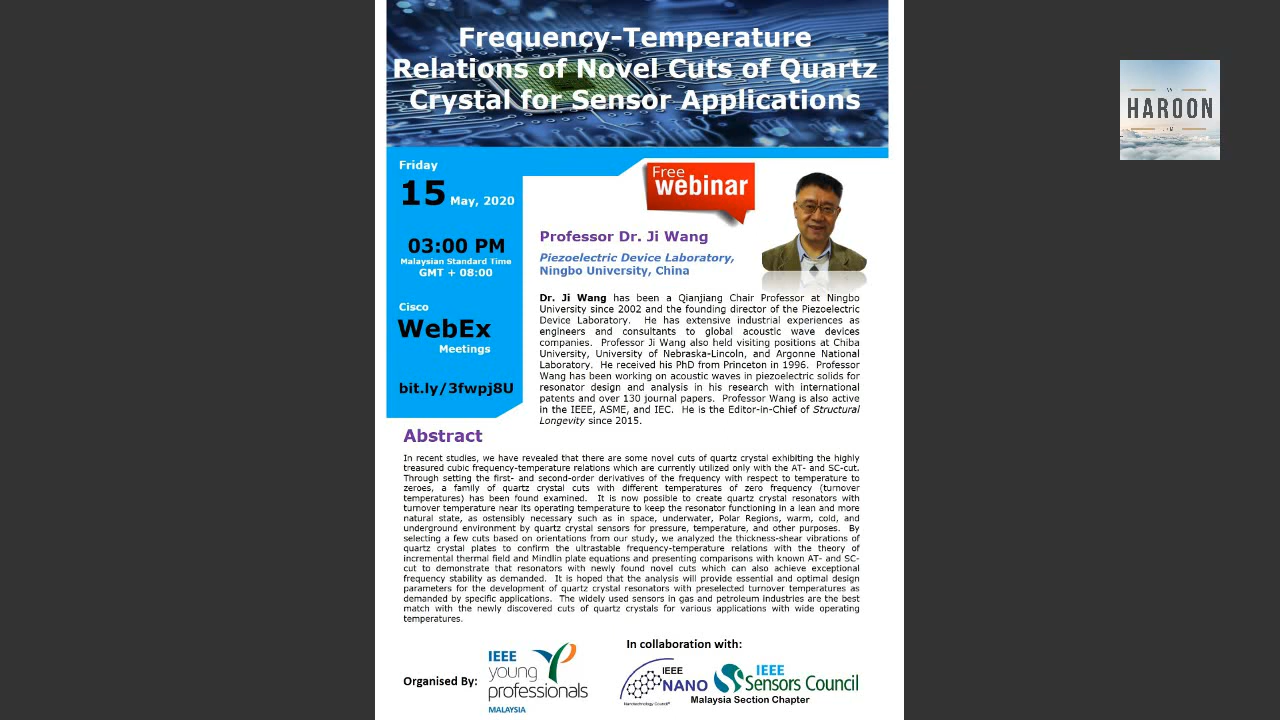 Frequency-Temperature
Relations of Novel Cuts of Quartz
Crystal for Sensor Applications
Friday
15 May, 2020
03:00 PM
Malaysian Standard Time
GMT + 08:00
Cisco
WebEx
Meetings
bit.ly/3fwpj8U
Free
webinar
Professor Dr. Ji Wang
Piezoelectric Device Laboratory,
Ningbo University, China
Dr. Ji Wang has been a Qianjiang Chair Professor at Ningbo
University since 2002 and the founding director of the Piezoelectric
Device Laboratory. He has extensive industrial experiences as
engineers and consultants to global acoustic wave devices
companies. Professor Ji Wang also held visiting positions at Chiba
University, University of Nebraska-Lincoln, and Argonne National
Laboratory. He received his PhD from Princeton in 1996. Professor
Wang has been working on acoustic waves in piezoelectric solids for
resonator design and analysis in his research with international
patents and over 130 journal papers. Professor Wang is also active
in the IEEE, ASME, and IEC. He is the Editor-in-Chief of Structural
Longevity since 2015.
Abstract
In recent studies, we have revealed that there are some novel cuts of quartz crystal exhibiting the highly
treasured cubic frequency-temperature relations which are currently utilized only with the AT- and SC-cut.
Through setting the first- and second-order derivatives of the frequency with respect to temperature to
zeroes, a family of quartz crystal cuts with different temperatures of zero frequency (turnover
temperatures) has been found examined. It is now possible to create quartz crystal resonators with
turnover temperature near its operating temperature to keep the resonator functioning in a lean and more
natural state, as ostensibly necessary such as in space, underwater, Polar Regions, warm, cold, and
underground environment by quartz crystal sensors for pressure, temperature, and other purposes. By
selecting a few cuts based on orientations from our study, we analyzed the thickness-shear vibrations of
quartz crystal plates to confirm the ultrastable frequency-temperature relations with the theory of
incremental thermal field and Mindlin plate equations and presenting comparisons with known AT- and SC-
cut to demonstrate that resonators with newly found novel cuts which can also achieve exceptional
frequency stability as demanded. It is hoped that the analysis will provide essential and optimal design
parameters for the development of quartz crystal resonators with preselected turnover temperatures as
demanded by specific applications. The widely used sensors in gas and petroleum industries are the best
match with the newly discovered cuts of quartz crystals for various applications with wide operating
temperatures.
Organised By:
IEEE
young
professionals
MALAYSIA
In collaboration with:
IEEE
NANO
Nanotechnology Council
IEEE
Sensors Council
Malaysia Section Chapter
HAROON